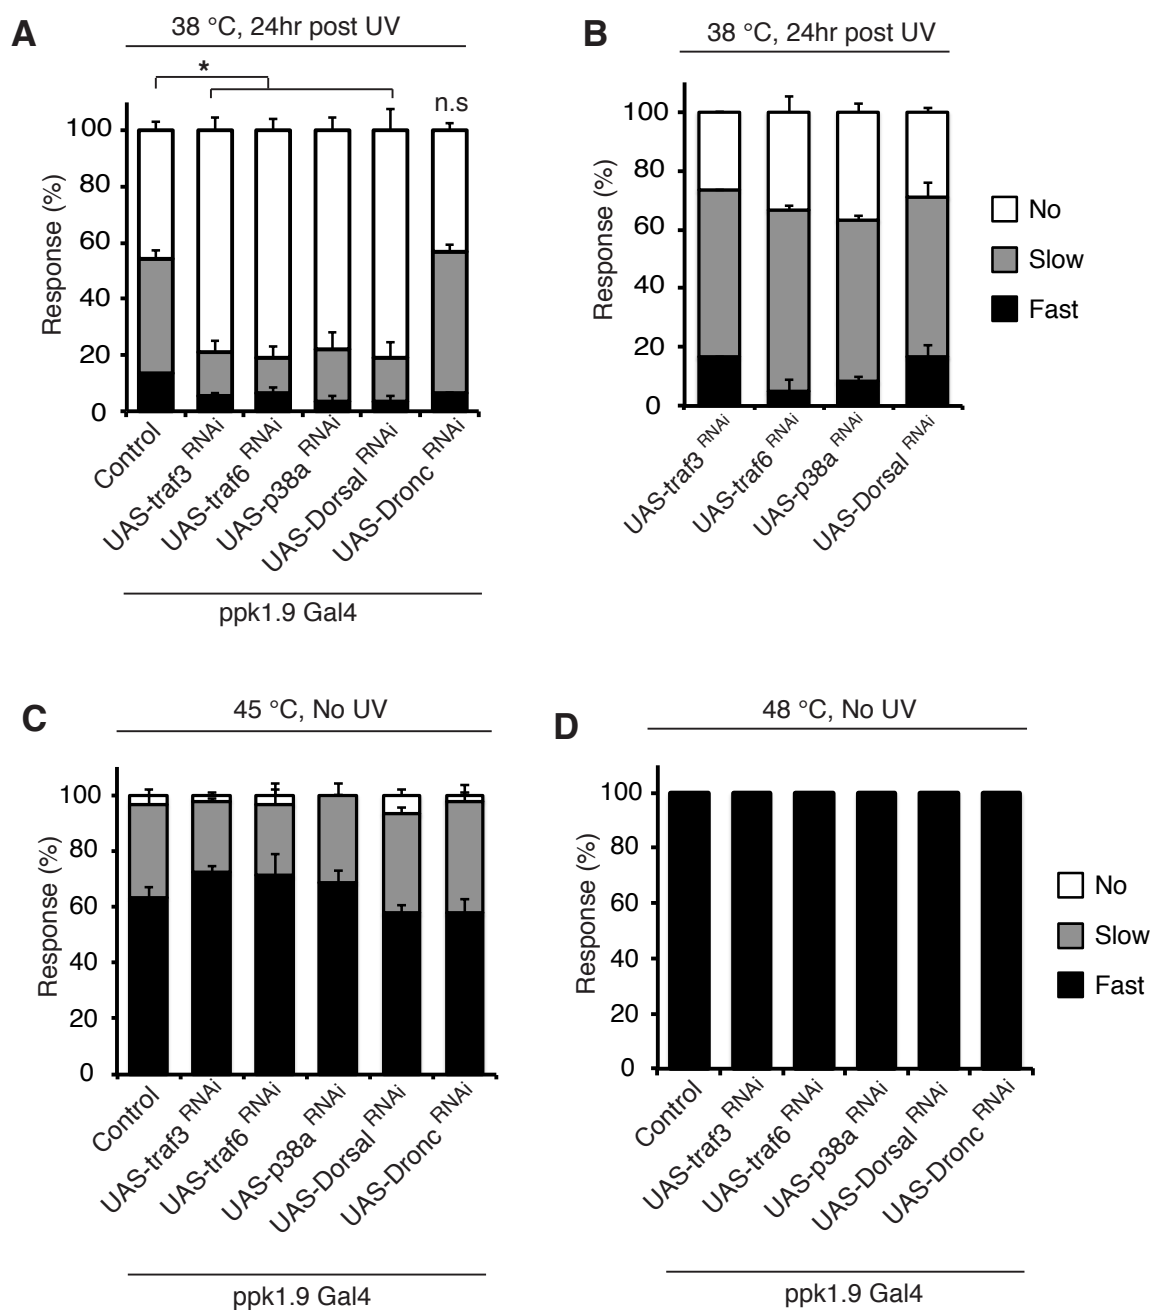 A
38 °C, 24hr post UV
*
n.s
Response (%)
100
80
60
40
20
0
Control
UAS-traf3 RNAi
UAS-traf6 RNAi
UAS-p38a RNAi
UAS-Dorsal RNAi
UAS-Dronc RNAi
ppk1.9 Gal4
B
38 °C, 24hr post UV
Response (%)
100
80
60
40
20
0
UAS-traf3 RNAi
UAS-traf6 RNAi
UAS-p38a RNAi
UAS-Dorsal RNAi
No
Slow
Fast
C
45 °C, No UV
Response (%)
100
80
60
40
20
0
Control
UAS-traf3 RNAi
UAS-traf6 RNAi
UAS-p38a RNAi
UAS-Dorsal RNAi
UAS-Dronc RNAi
ppk1.9 Gal4
D
48 °C, No UV
Response (%)
100
80
60
40
20
0
Control
UAS-traf3 RNAi
UAS-traf6 RNAi
UAS-p38a RNAi
UAS-Dorsal RNAi
UAS-Dronc RNAi
ppk1.9 Gal4
No
Slow
Fast